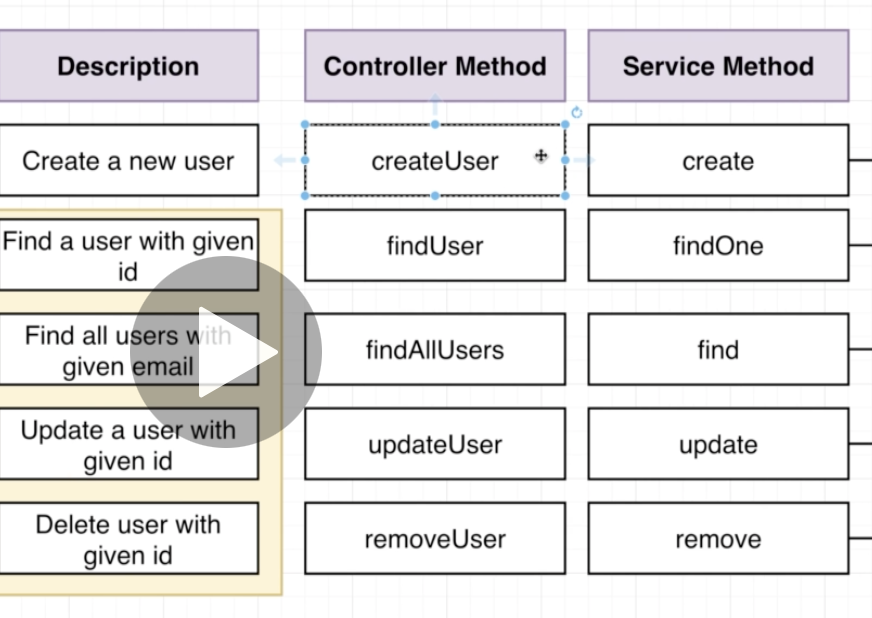 Description Controller Method Service Method
Create a new user createUser create
Find a user with given
id
findUser findOne
Find all users with
given email
findAllUsers find
Update a user with
given id
updateUser update
Delete user with
given id
removeUser remove